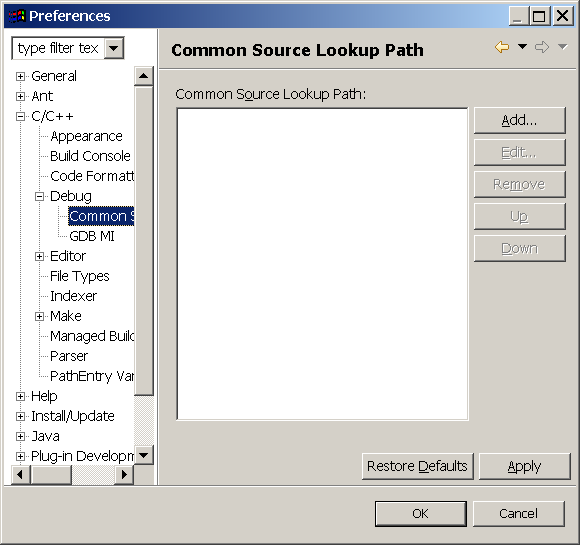 Preferences
type filter tex
Common Source Lookup Path
General
Ant
C/C++
Appearance
Build Console
Code Formatt
Debug
Common S
GDB MI
Editor
File Types
Indexer
Make
Managed Builc
Parser
PathEntry Var
Help
Install/Update
Java
Plug-in Developm
Common Source Lookup Path:
Add...
Edit...
Remove
Up
Down
Restore Defaults
Apply
OK
Cancel